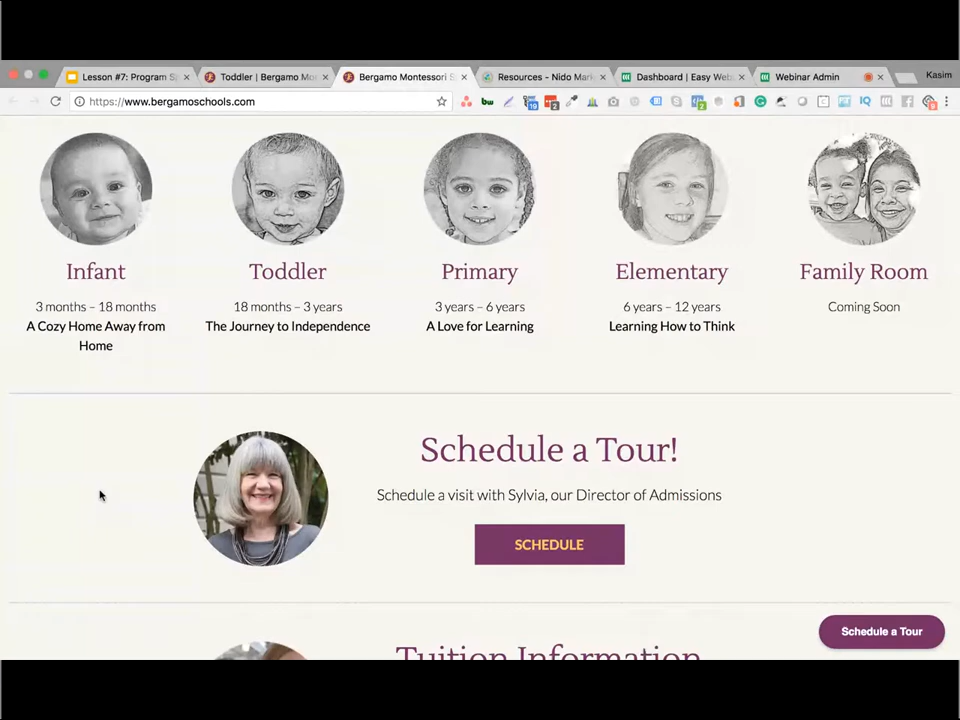 Lesson #7: Program S
Toddler | Bergamo Mo
Bergamo Montessori S
Resources - Nido Mark
Dashboard | Easy Web
Webinar Admin
Kasim
https://www.bergamoschools.com
Infant
Toddler
Primary
Elementary
Family Room
3 months – 18 months
18 months – 3 years
3 years – 6 years
6 years – 12 years
Coming Soon
A Cozy Home Away from
Home
The Journey to Independence
A Love for Learning
Learning How to Think
Schedule a Tour!
Schedule a visit with Sylvia, our Director of Admissions
SCHEDULE
Schedule a Tour
Tuition Information